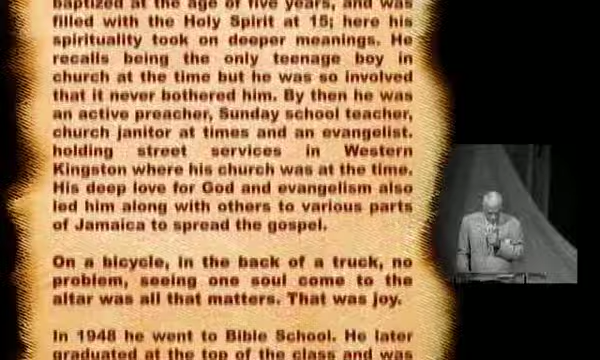 baptized at the age of five years, and was
filled with the Holy Spirit at 15; here his
spirituality took on deeper meanings. He
recalls being the only teenage boy in
church at the time but he was so involved
that it never bothered him. By then he was
an active preacher, Sunday school teacher,
church janitor at times and an evangelist.
holding street services in Western
Kingston where his church was at the time.
His deep love for God and evangelism also
led him along with others to various parts
of Jamaica to spread the gospel.
On a bicycle, in the back of a truck, no
problem, seeing one soul come to the
altar was all that matters. That was joy.
In 1948 he went to Bible School. He later
graduated at the top of the class and was